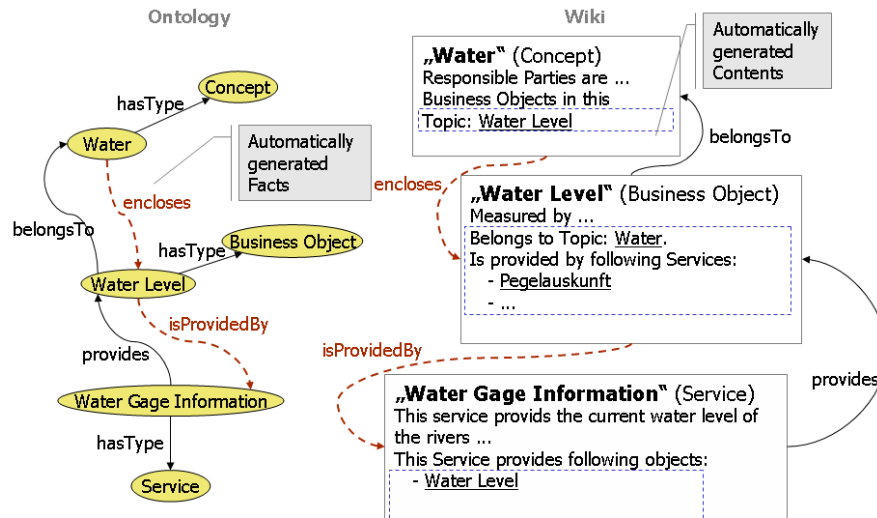 Ontology
Concept
hasType
Water
Automatically
generated
Facts
encloses
belongsTo
hasType
Business Object
Water Level
isProvidedBy
provides
Water Gage Information
hasType
Service
Wiki
Automatically
generated
Contents
„Water“ (Concept)
Responsible Parties are ...
Business Objects in this
Topic: Water Level
belongsTo
encloses
„Water Level“ (Business Object)
Measured by ...
Belongs to Topic: Water.
Is provided by following Services:
- Pegelauskunft
- ...
isProvidedBy
provides
„Water Gage Information“ (Service)
This service provids the current water level of
the rivers ...
This Service provides following objects:
- Water Level